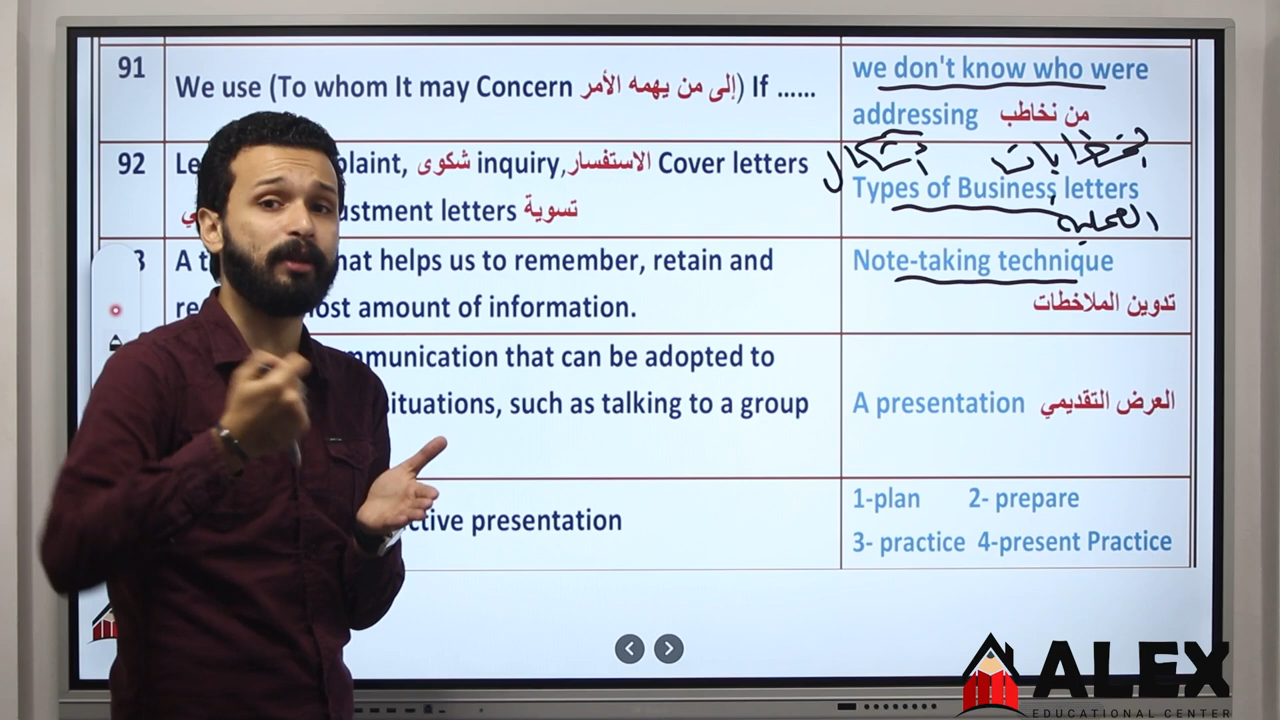 91
We use (To whom It may Concern إلى من يهمه الأمر) If ……
we don't know who were
addressing من نخاطب
92
Le plaint, شكوى inquiry,الاستفسار Cover letters
ustment letters تسوية
أشكال الخطابات
Types of Business letters
العملية
3
A t hat helps us to remember, retain and
re ost amount of information.
Note-taking technique
تدوين الملاخطات
mmunication that can be adopted to
situations, such as talking to a group
A presentation العرض التقديمي
ctive presentation
1-plan 2- prepare
3- practice 4-present Practice
ALEX
EDUCATIONAL CENTER